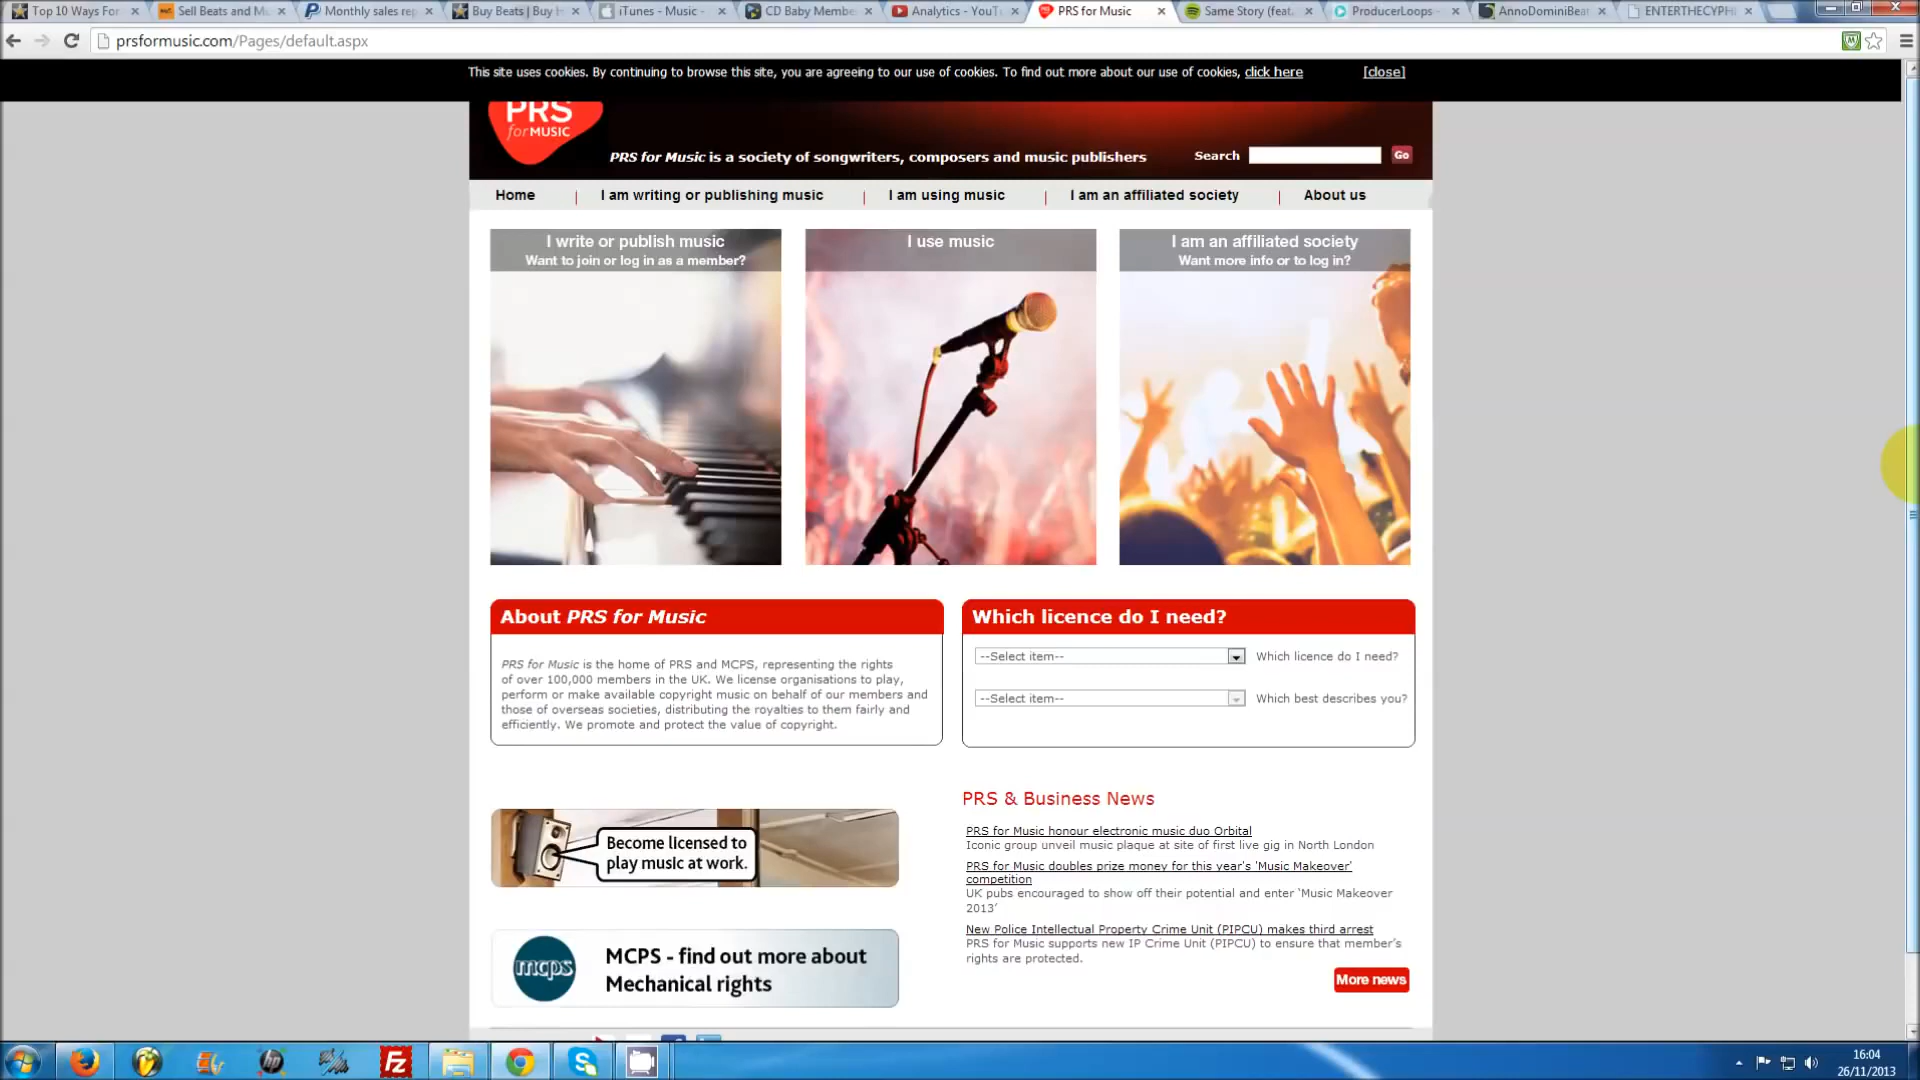 Top 10 Ways For
Sell Beats and Mu
Monthly sales rep
Buy Beats | Buy H
iTunes - Music -
CD Baby Membe
Analytics - YouTu
PRS for Music
Same Story (feat.
ProducerLoops -
AnnoDominiBeat
ENTERTHECYPH
prsformusic.com/Pages/default.aspx
This site uses cookies. By continuing to browse this site, you are agreeing to our use of cookies. To find out more about our use of cookies, click here [close]
PRS
for MUSIC
PRS for Music is a society of songwriters, composers and music publishers
Search
Go
Home
I am writing or publishing music
I am using music
I am an affiliated society
About us
I write or publish music
Want to join or log in as a member?
I use music
I am an affiliated society
Want more info or to log in?
About PRS for Music
PRS for Music is the home of PRS and MCPS, representing the rights
of over 100,000 members in the UK. We license organisations to play,
perform or make available copyright music on behalf of our members and
those of overseas societies, distributing the royalties to them fairly and
efficiently. We promote and protect the value of copyright.
Which licence do I need?
--Select item-- Which licence do I need?
--Select item-- Which best describes you?
Become licensed to
play music at work.
mcps
MCPS - find out more about
Mechanical rights
PRS & Business News
PRS for Music honour electronic music duo Orbital
Iconic group unveil music plaque at site of first live gig in North London
PRS for Music doubles prize money for this year's 'Music Makeover'
competition
UK pubs encouraged to show off their potential and enter ‘Music Makeover
2013’
New Police Intellectual Property Crime Unit (PIPCU) makes third arrest
PRS for Music supports new IP Crime Unit (PIPCU) to ensure that member’s
rights are protected.
More news
hp
Fz
16:04
26/11/2013